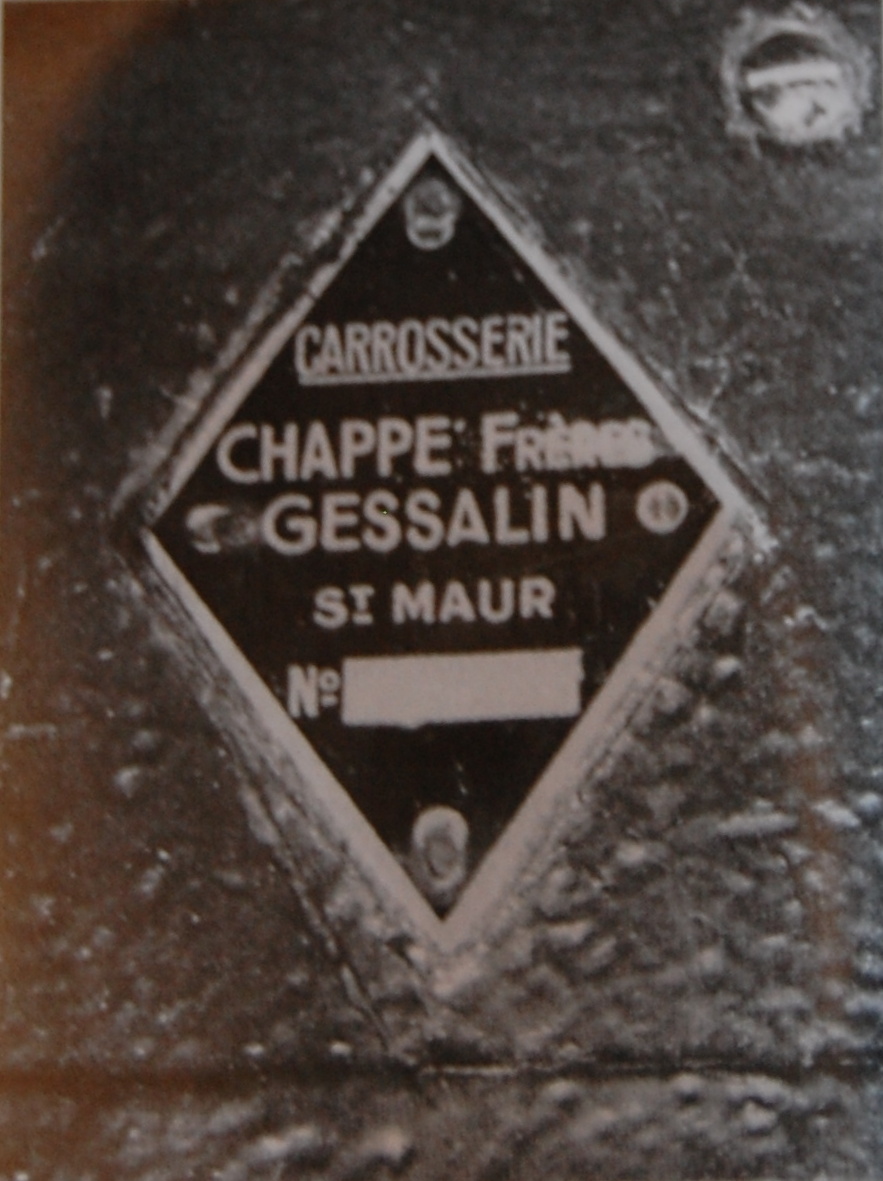 CARROSSERIE
CHAPPE FRÈRES
GESSALIN
ST MAUR
No